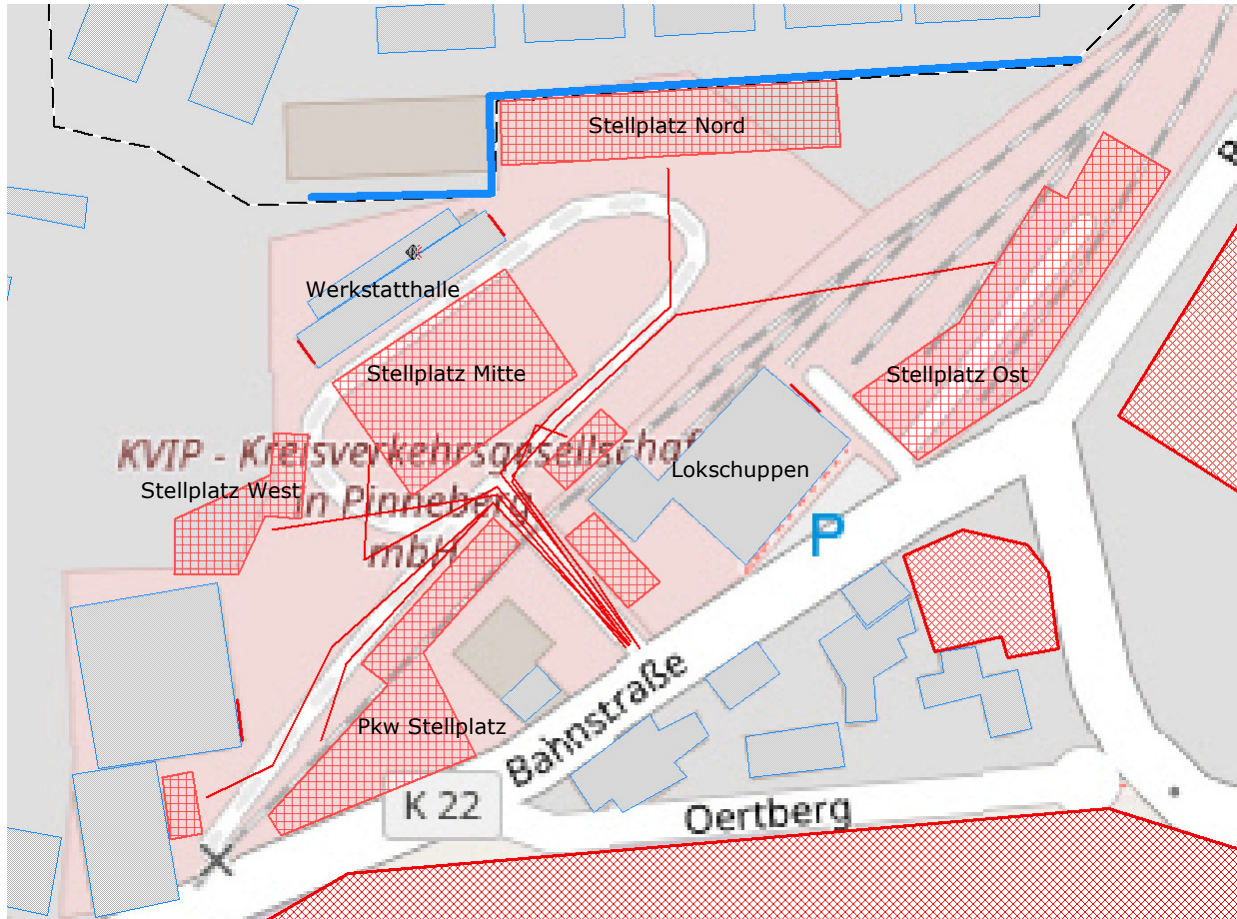 Stellplatz Nord
Werkstatthalle
Stellplatz Mitte
Stellplatz Ost
KVIP - Kreisverkehrsgesellschaf
in Pinneberg
mbH
Stellplatz West
Lokschuppen
P
Pkw Stellplatz
Bahnstraße
K 22
Oertberg